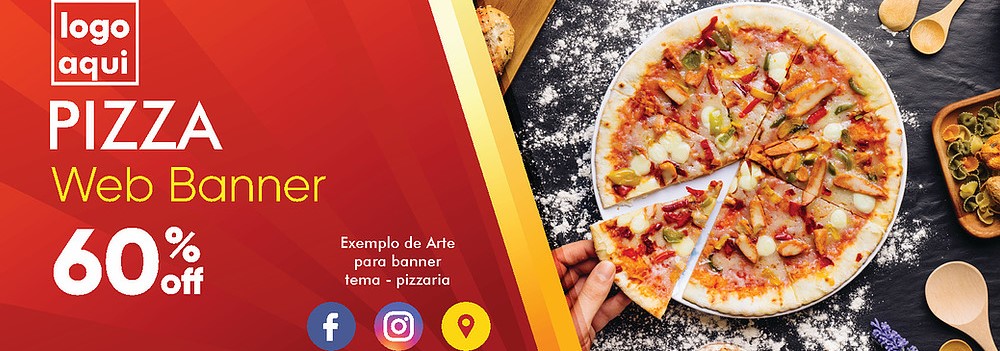 logo
aqui
PIZZA
Web Banner
60%
off
Exemplo de Arte
para banner
tema - pizzaria